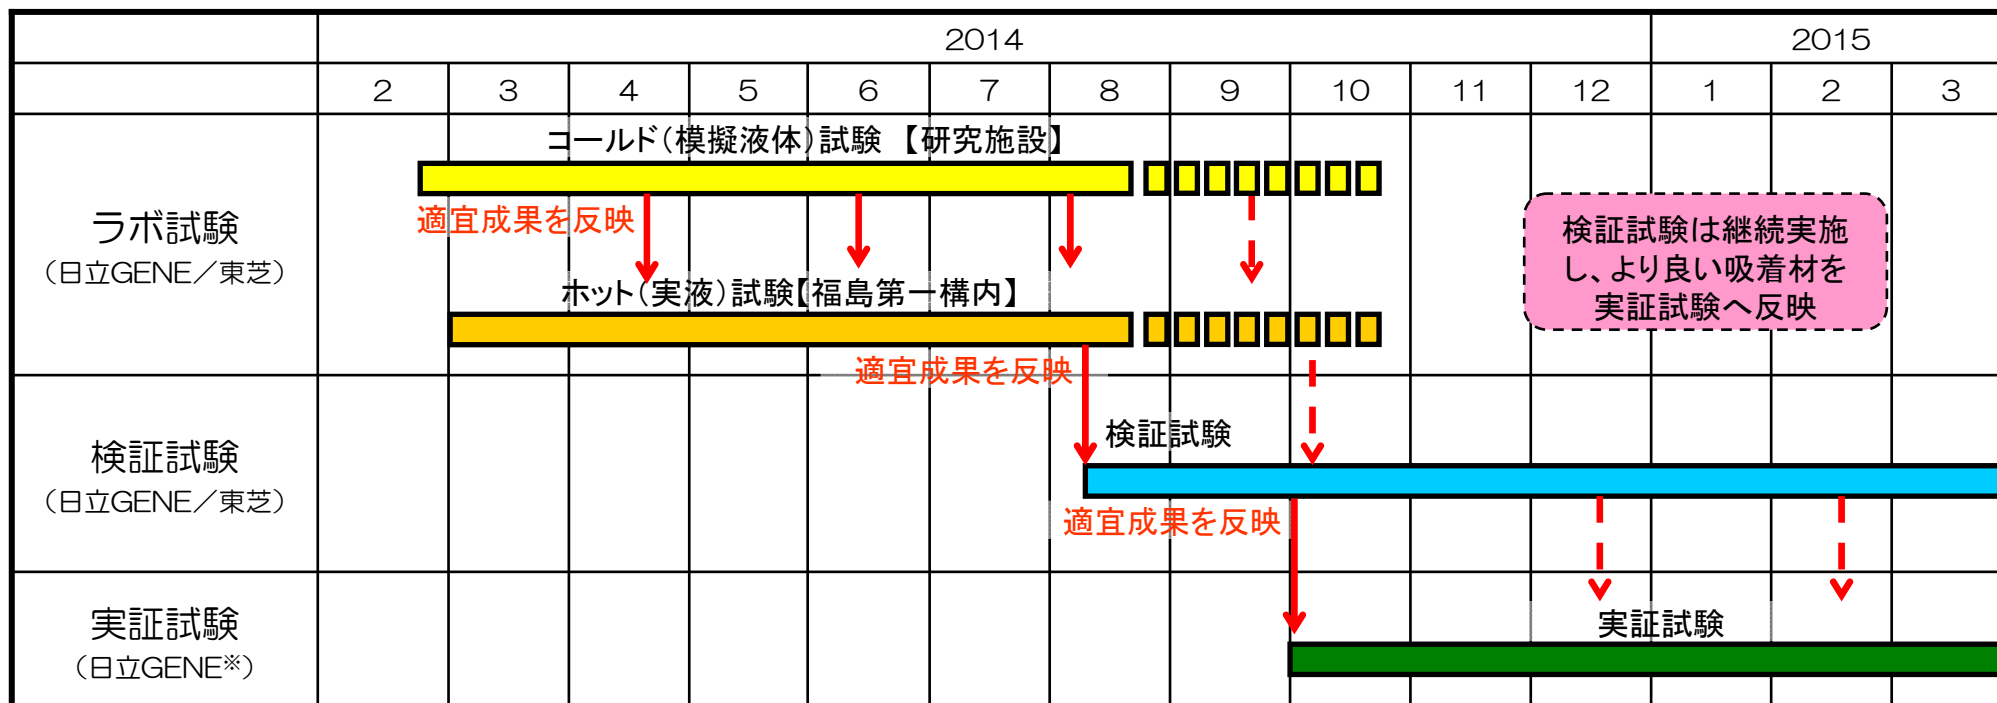 2014 2015
2 3 4 5 6 7 8 9 10 11 12 1 2 3
コールド(模擬液体)試験 【研究施設】
ラボ試験
(日立GENE/東芝)
適宜成果を反映
ホット(実液)試験【福島第一構内】
適宜成果を反映
検証試験は継続実施
し、より良い吸着材を
実証試験へ反映
検証試験
(日立GENE/東芝)
検証試験
適宜成果を反映
実証試験
(日立GENE※)
実証試験